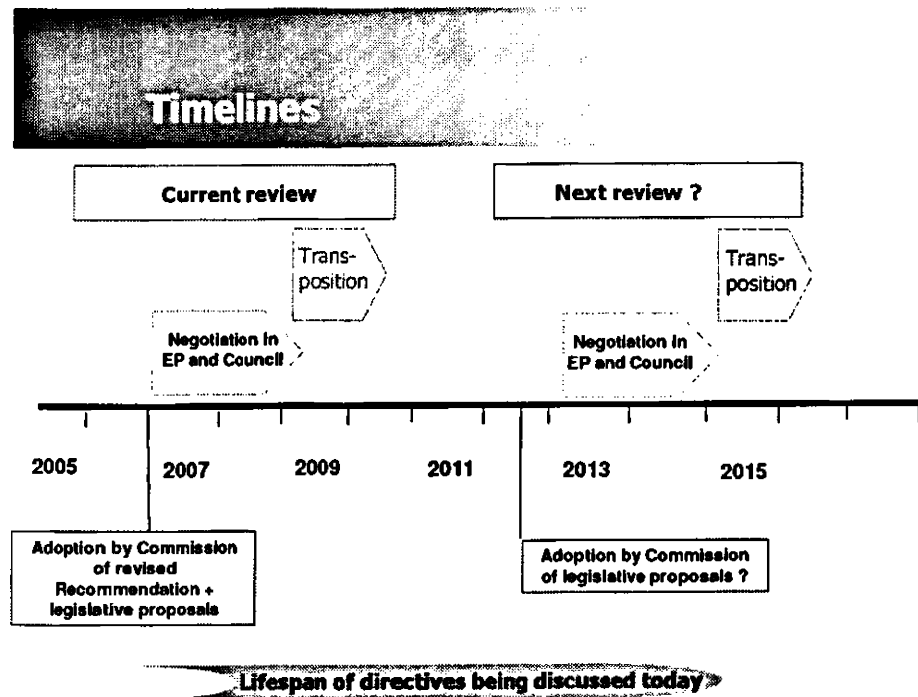 Timelines
Current review
Next review ?
Trans-
position
Trans-
position
Negotiation in
EP and Council
Negotiation in
EP and Council
2005
2007
2009
2011
2013
2015
Adoption by Commission
of revised
Recommendation +
legislative proposals
Adoption by Commission
of legislative proposals ?
Lifespan of directives being discussed today